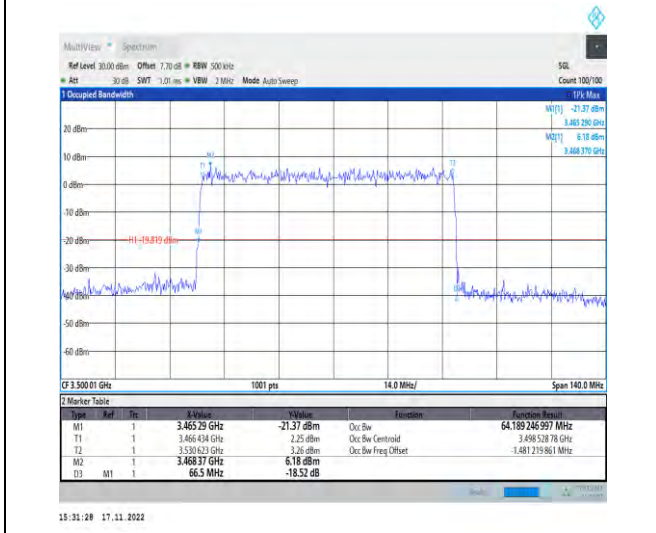 MultiView Spectrum
Ref Level 30.00 dBm Offset 7.70 dB RBW 500 kHz SGL
Att 30 dB SWT 1.01 ms VBW 2 MHz Mode Auto Sweep Count 100/100
1 Occupied Bandwidth 1Pk Max
M1[1] -21.37 dBm
3.465 290 GHz
20 dBm
M2[1] 6.18 dBm
3.468 370 GHz
10 dBm
M2
T1
T2
0 dBm
-10 dBm
M1
-20 dBm
H1 -19.819 dBm
-30 dBm
-40 dBm
-50 dBm
-60 dBm
CF 3.500 01 GHz 1001 pts 14.0 MHz/ Span 140.0 MHz
2 Marker Table
Type Ref Trc X-Value Y-Value Function Function Result
M1 1 3.465 29 GHz -21.37 dBm Occ Bw 64.189 246 997 MHz
T1 1 3.466 434 GHz 2.25 dBm Occ Bw Centroid 3.498 528 78 GHz
T2 1 3.530 623 GHz 3.26 dBm Occ Bw Freq Offset -1.481 219 861 MHz
M2 1 3.468 37 GHz 6.18 dBm
D3 M1 1 66.5 MHz -18.52 dB
15:31:28 17.11.2022